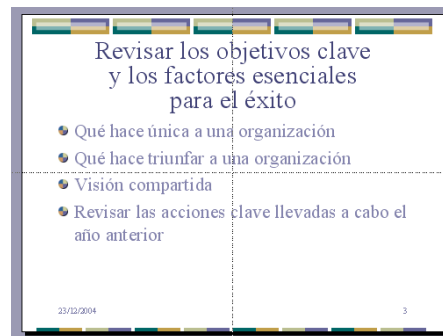 Revisar los objetivos clave
y los factores esenciales
para el éxito
Qué hace única a una organización
Qué hace triunfar a una organización
Visión compartida
Revisar las acciones clave llevadas a cabo el
año anterior
23/12/2004
3